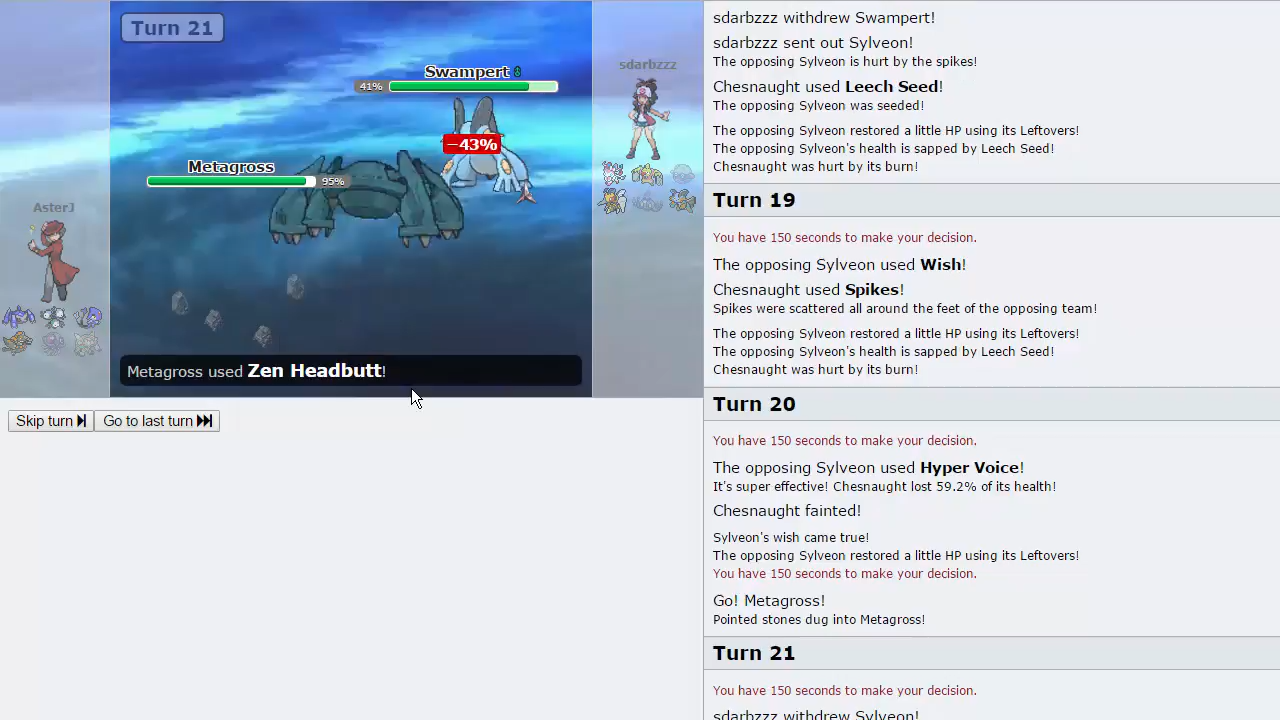 Turn 21
Swampert
41%
sdarbzzz
−43%
Metagross
95%
AsterJ
Metagross used Zen Headbutt!
Skip turn
Go to last turn
sdarbzzz withdrew Swampert!
sdarbzzz sent out Sylveon!
The opposing Sylveon is hurt by the spikes!
Chesnaught used Leech Seed!
The opposing Sylveon was seeded!
The opposing Sylveon restored a little HP using its Leftovers!
The opposing Sylveon's health is sapped by Leech Seed!
Chesnaught was hurt by its burn!
Turn 19
You have 150 seconds to make your decision.
The opposing Sylveon used Wish!
Chesnaught used Spikes!
Spikes were scattered all around the feet of the opposing team!
The opposing Sylveon restored a little HP using its Leftovers!
The opposing Sylveon's health is sapped by Leech Seed!
Chesnaught was hurt by its burn!
Turn 20
You have 150 seconds to make your decision.
The opposing Sylveon used Hyper Voice!
It's super effective! Chesnaught lost 59.2% of its health!
Chesnaught fainted!
Sylveon's wish came true!
The opposing Sylveon restored a little HP using its Leftovers!
You have 150 seconds to make your decision.
Go! Metagross!
Pointed stones dug into Metagross!
Turn 21
You have 150 seconds to make your decision.
sdarbzzz withdrew Sylveon!